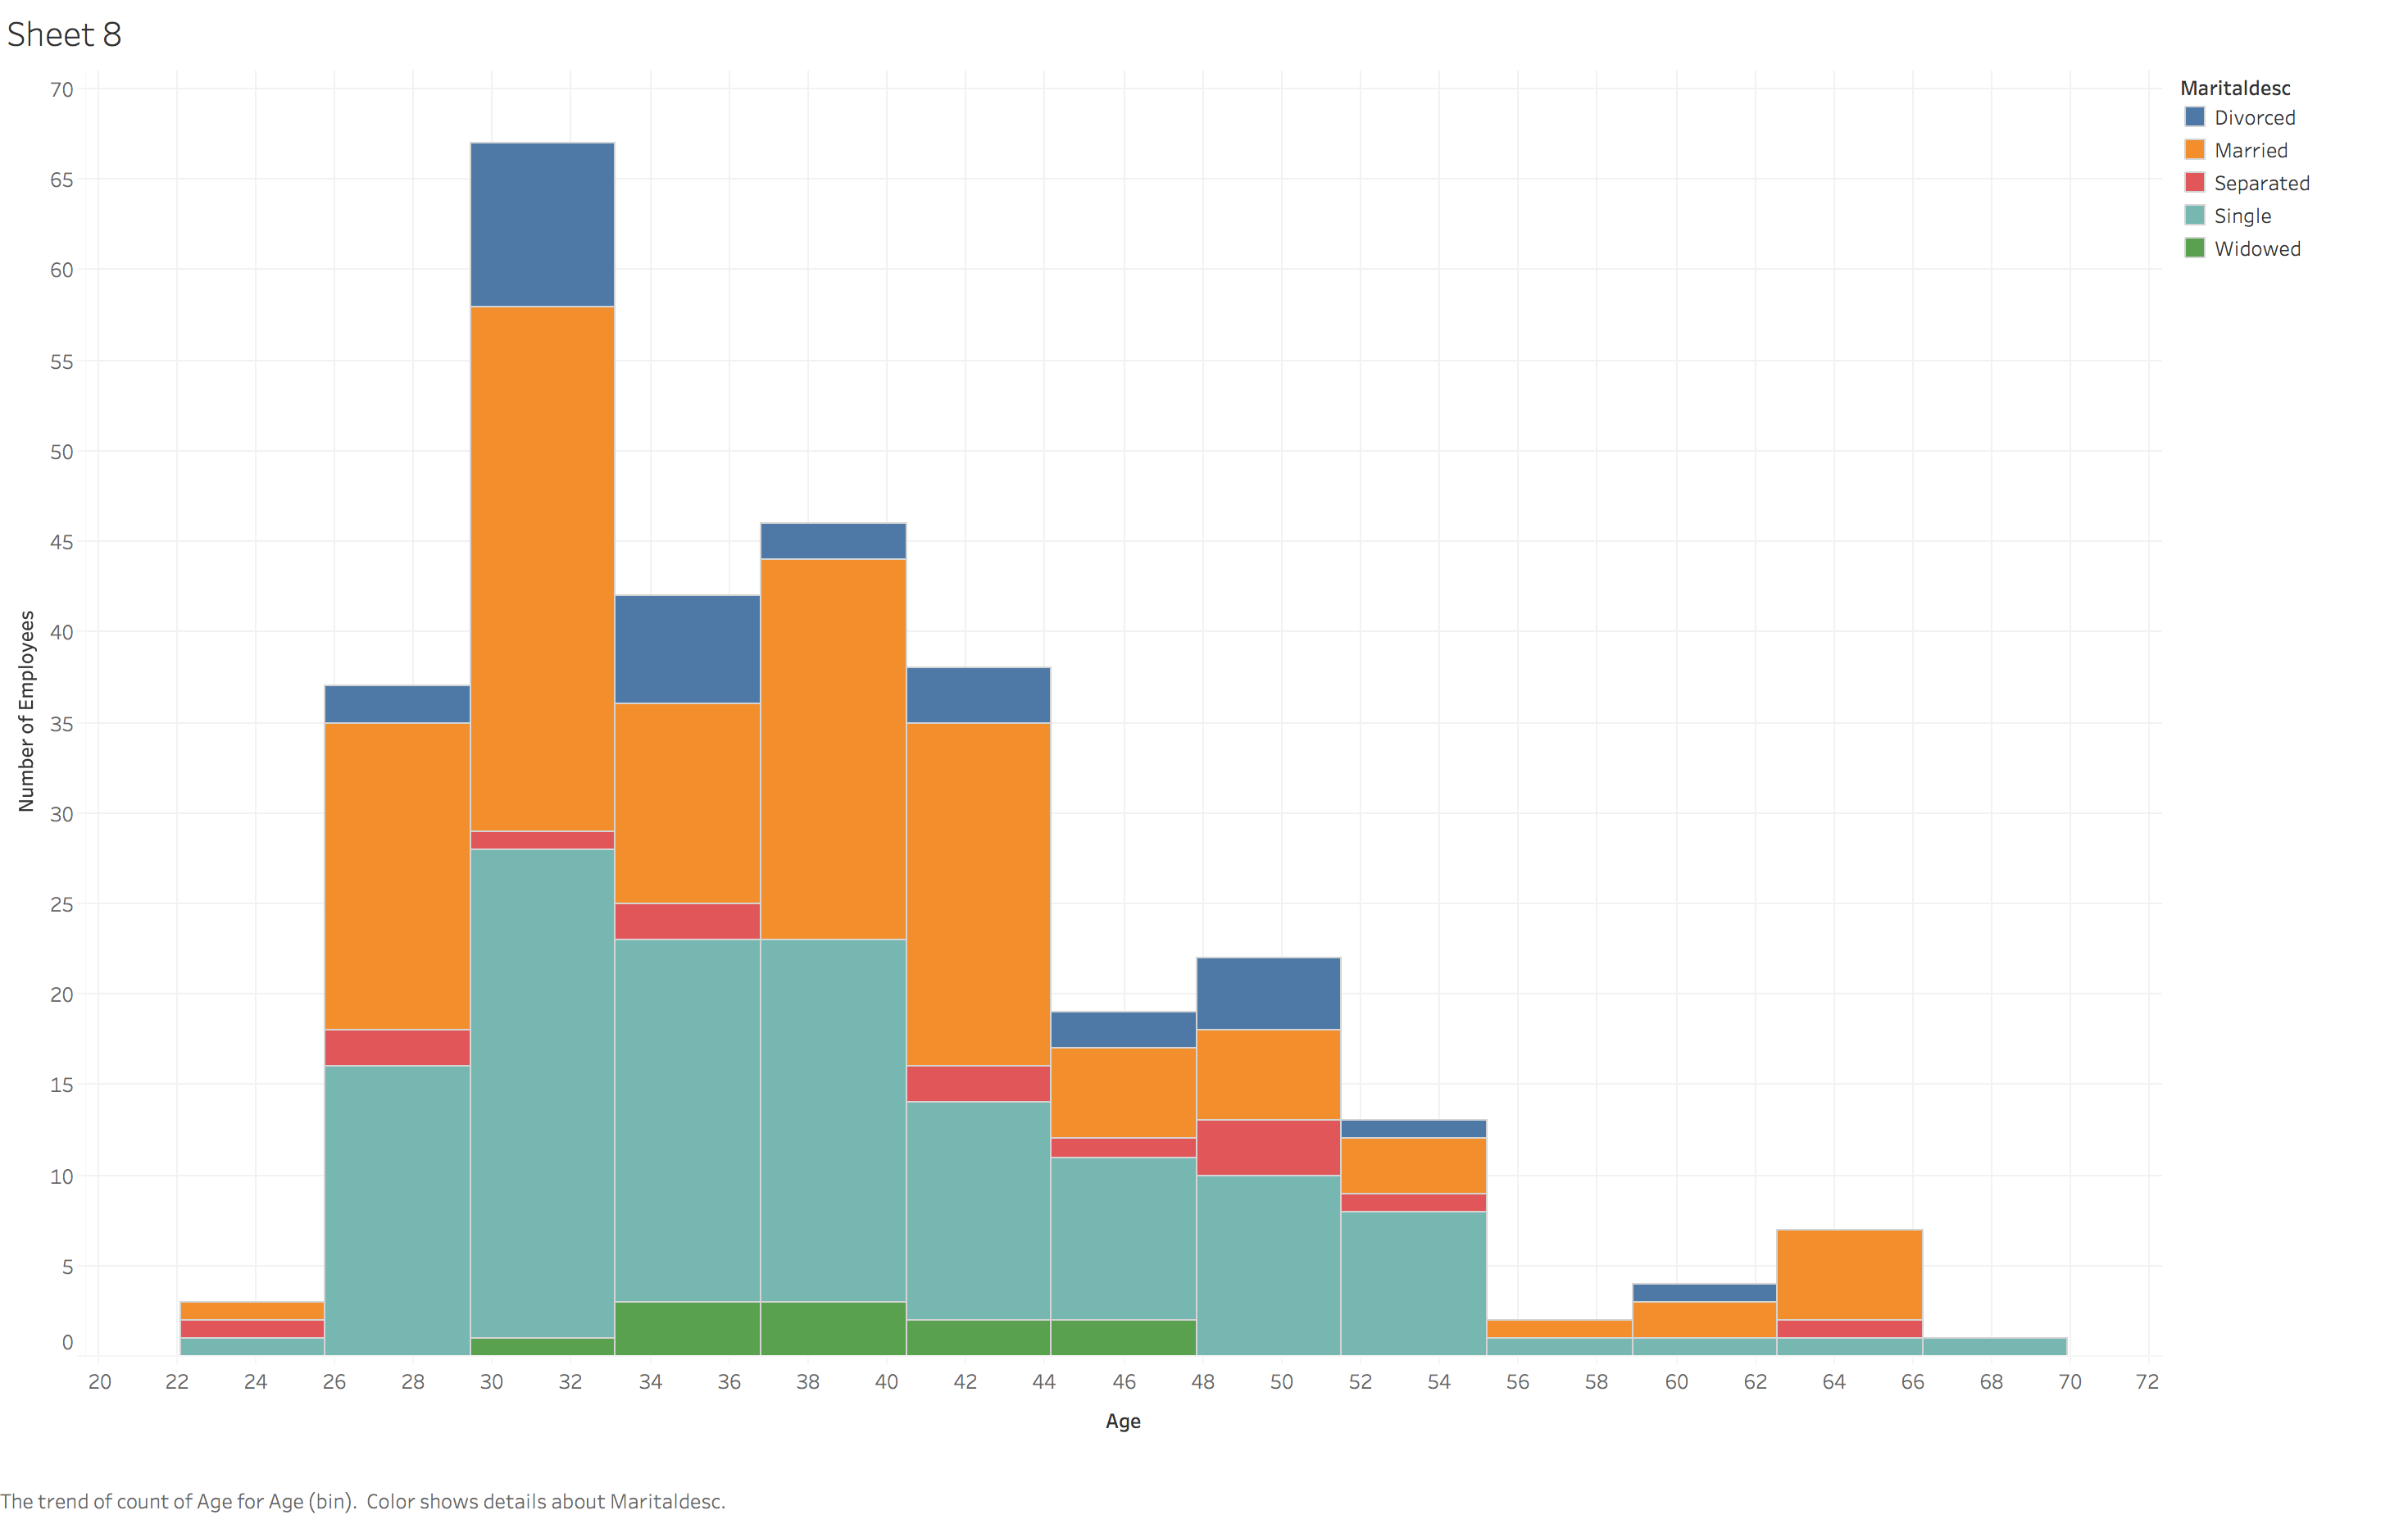 Sheet 8
70
65
60
55
50
45
40
35
30
25
20
15
10
5
0
Number of Employees
20 22 24 26 28 30 32 34 36 38 40 42 44 46 48 50 52 54 56 58 60 62 64 66 68 70 72
Age
Maritaldesc
Divorced
Married
Separated
Single
Widowed
The trend of count of Age for Age (bin).  Color shows details about Maritaldesc.